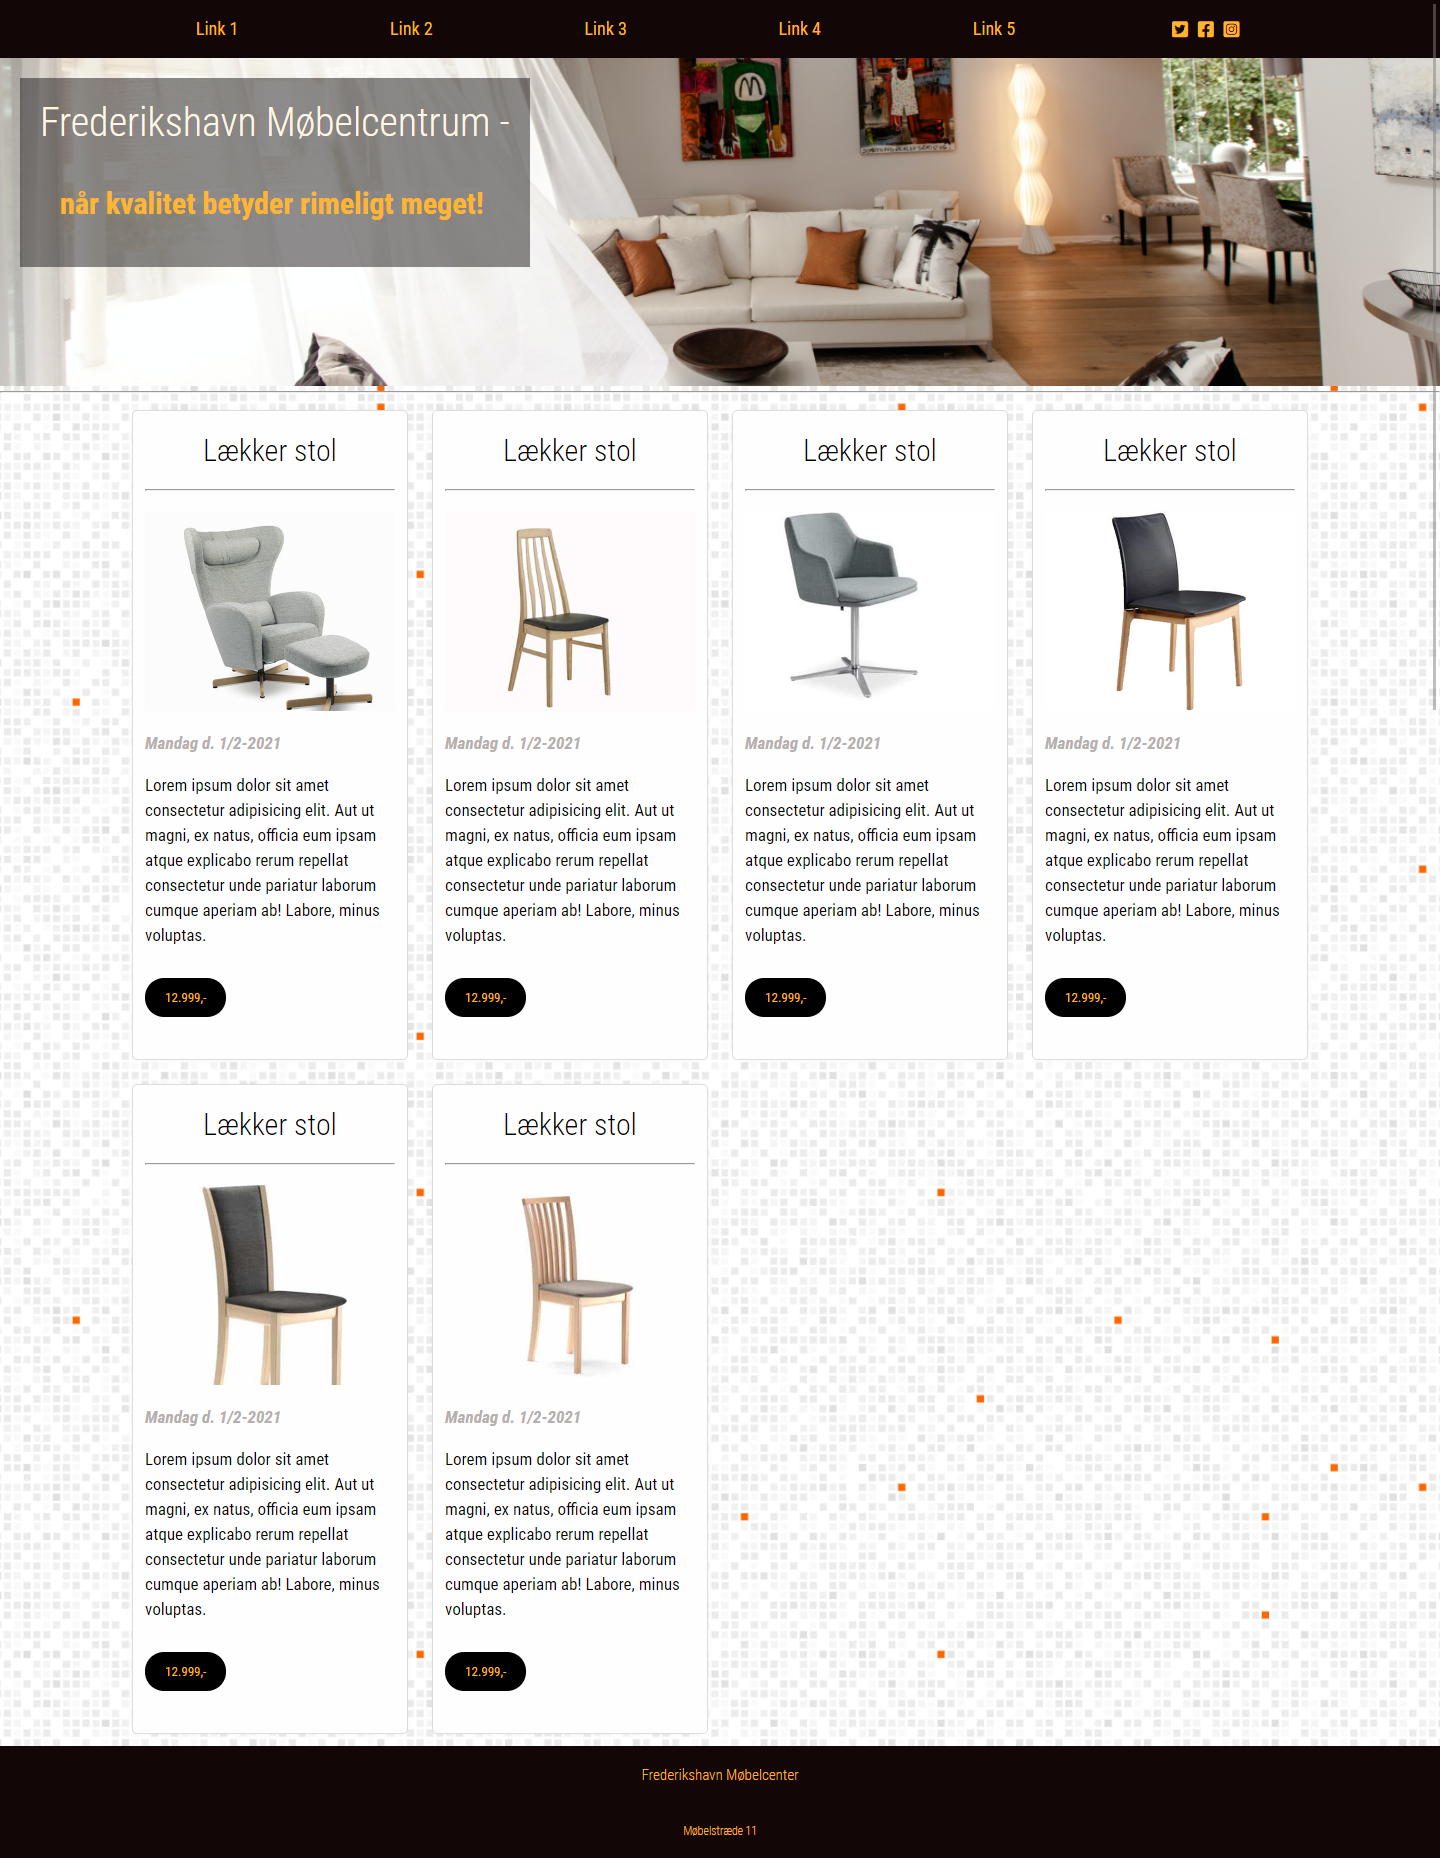 Link 1
Link 2
Link 3
Link 4
Link 5
Frederikshavn Møbelcentrum -
når kvalitet betyder rimeligt meget!
Lækker stol
Mandag d. 1/2-2021
Lorem ipsum dolor sit amet
consectetur adipisicing elit. Aut ut
magni, ex natus, officia eum ipsam
atque explicabo rerum repellat
consectetur unde pariatur laborum
cumque aperiam ab! Labore, minus
voluptas.
12.999,-
Lækker stol
Mandag d. 1/2-2021
Lorem ipsum dolor sit amet
consectetur adipisicing elit. Aut ut
magni, ex natus, officia eum ipsam
atque explicabo rerum repellat
consectetur unde pariatur laborum
cumque aperiam ab! Labore, minus
voluptas.
12.999,-
Lækker stol
Mandag d. 1/2-2021
Lorem ipsum dolor sit amet
consectetur adipisicing elit. Aut ut
magni, ex natus, officia eum ipsam
atque explicabo rerum repellat
consectetur unde pariatur laborum
cumque aperiam ab! Labore, minus
voluptas.
12.999,-
Lækker stol
Mandag d. 1/2-2021
Lorem ipsum dolor sit amet
consectetur adipisicing elit. Aut ut
magni, ex natus, officia eum ipsam
atque explicabo rerum repellat
consectetur unde pariatur laborum
cumque aperiam ab! Labore, minus
voluptas.
12.999,-
Lækker stol
Mandag d. 1/2-2021
Lorem ipsum dolor sit amet
consectetur adipisicing elit. Aut ut
magni, ex natus, officia eum ipsam
atque explicabo rerum repellat
consectetur unde pariatur laborum
cumque aperiam ab! Labore, minus
voluptas.
12.999,-
Lækker stol
Mandag d. 1/2-2021
Lorem ipsum dolor sit amet
consectetur adipisicing elit. Aut ut
magni, ex natus, officia eum ipsam
atque explicabo rerum repellat
consectetur unde pariatur laborum
cumque aperiam ab! Labore, minus
voluptas.
12.999,-
Frederikshavn Møbelcenter
Møbelstræde 11